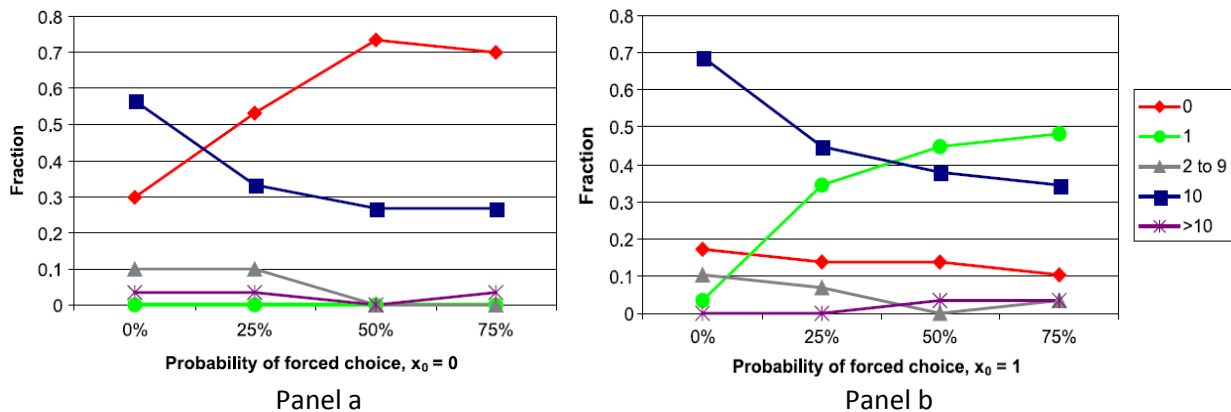 0.8
0.7
0.6
0.5
0.4
0.3
0.2
0.1
0
Fraction
0% 25% 50% 75%
Probability of forced choice, x₀ = 0
Panel a
0.8
0.7
0.6
0.5
0.4
0.3
0.2
0.1
0
Fraction
0% 25% 50% 75%
Probability of forced choice, x₀ = 1
Panel b
0
1
2 to 9
10
>10